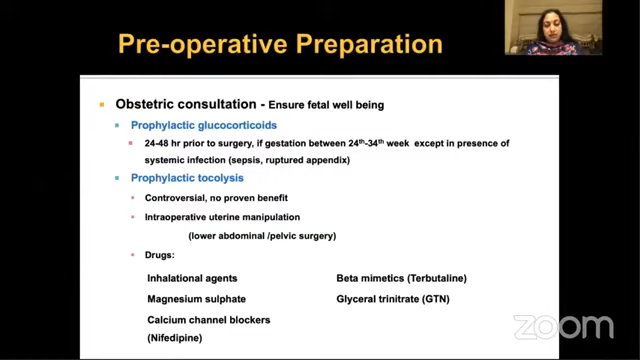 Pre-operative Preparation
Obstetric consultation - Ensure fetal well being
Prophylactic glucocorticoids
24-48 hr prior to surgery, if gestation between 24th-34th week except in presence of
systemic infection (sepsis, ruptured appendix)
Prophylactic tocolysis
Controversial, no proven benefit
Intraoperative uterine manipulation
(lower abdominal /pelvic surgery)
Drugs:
Inhalational agents
Beta mimetics (Terbutaline)
Magnesium sulphate
Glyceral trinitrate (GTN)
Calcium channel blockers
(Nifedipine)
zoom